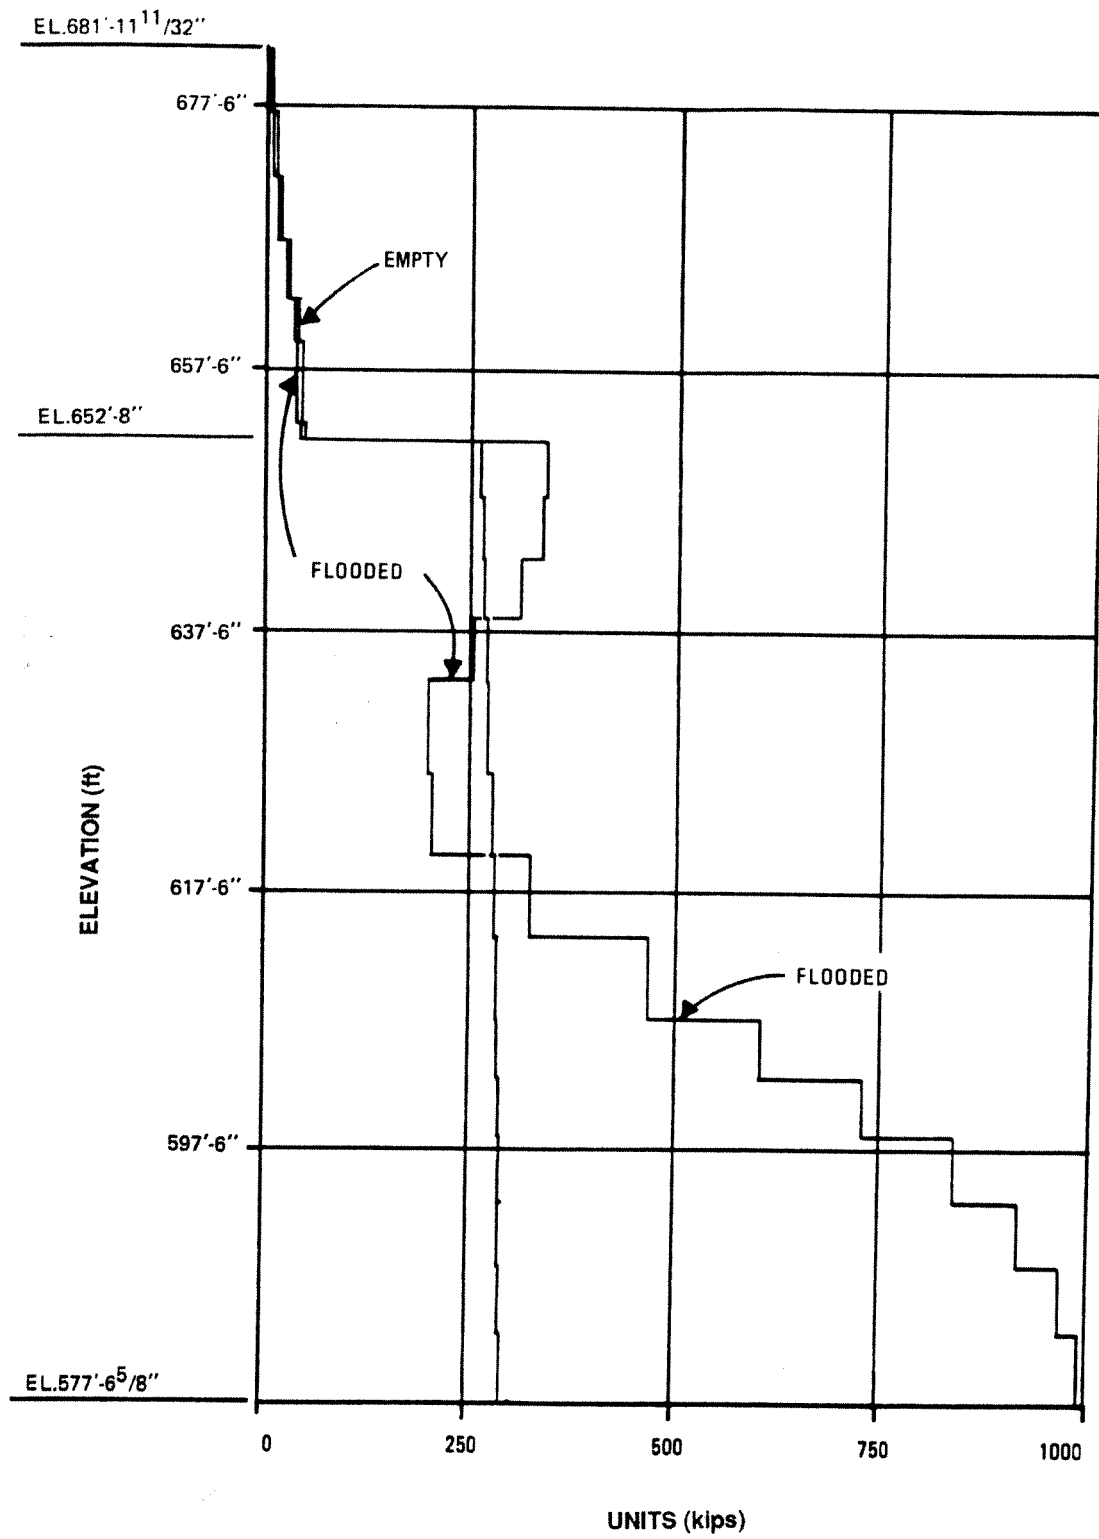 EL.681'-11 11/32"
677'-6"
EMPTY
657'-6"
EL.652'-8"
FLOODED
637'-6"
ELEVATION (ft)
617'-6"
FLOODED
597'-6"
EL.577'-6 5/8"
0 250 500 750 1000
UNITS (kips)